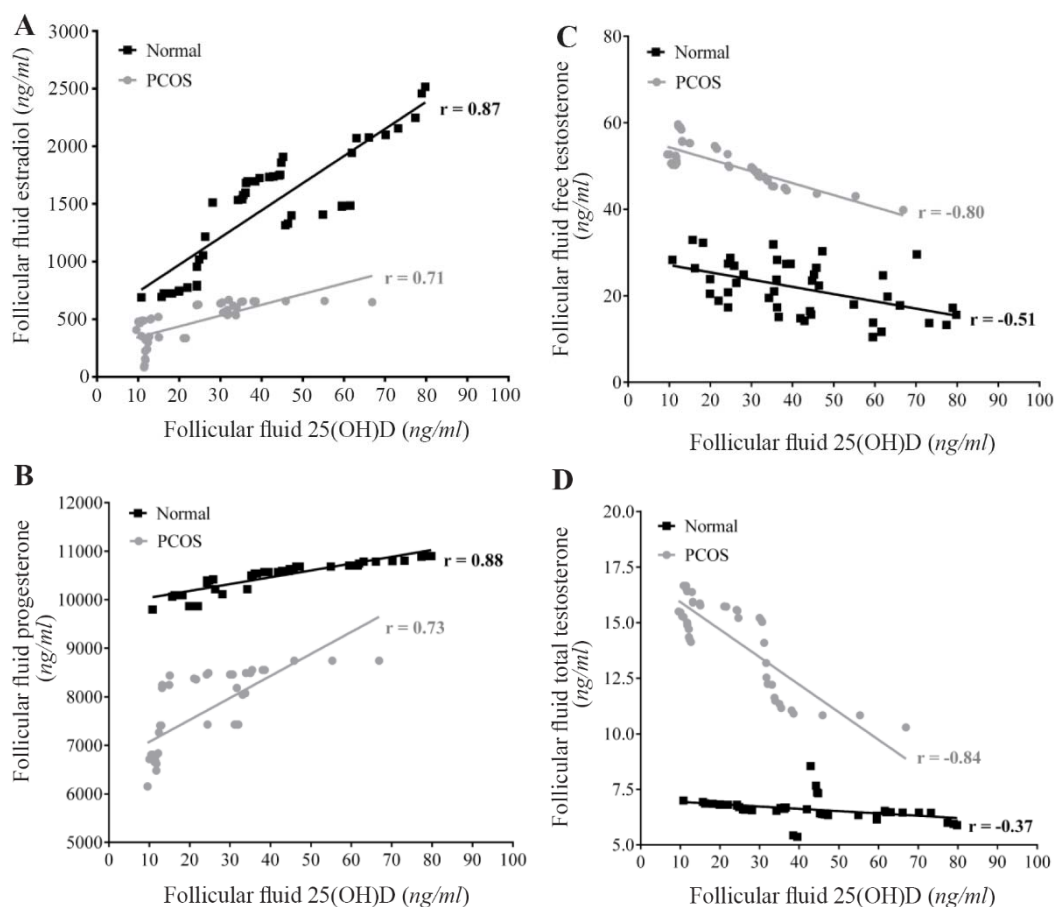 A
Follicular fluid estradiol (ng/ml)
3000
2500
2000
1500
1000
500
0
Normal
PCOS
r = 0.87
r = 0.71
0 10 20 30 40 50 60 70 80 90 100
Follicular fluid 25(OH)D (ng/ml)
C
Follicular fluid free testosterone
(ng/ml)
80
60
40
20
0
Normal
PCOS
r = -0.80
r = -0.51
0 10 20 30 40 50 60 70 80 90 100
Follicular fluid 25(OH)D (ng/ml)
B
Follicular fluid progesterone
(ng/ml)
12000
11000
10000
9000
8000
7000
6000
5000
Normal
PCOS
r = 0.88
r = 0.73
0 10 20 30 40 50 60 70 80 90 100
Follicular fluid 25(OH)D (ng/ml)
D
Follicular fluid total testosterone
(ng/ml)
20.0
17.5
15.0
12.5
10.0
7.5
5.0
Normal
PCOS
r = -0.84
r = -0.37
0 10 20 30 40 50 60 70 80 90 100
Follicular fluid 25(OH)D (ng/ml)